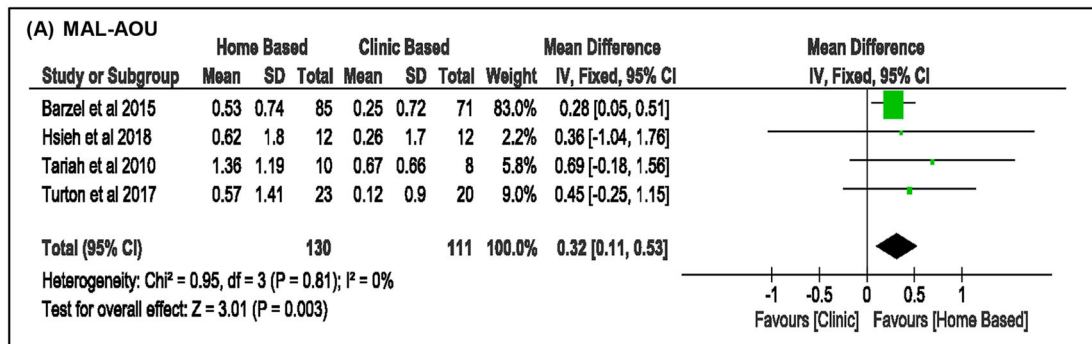 (A) MAL-AOU
Home Based Clinic Based Mean Difference Mean Difference
Study or Subgroup Mean SD Total Mean SD Total Weight IV, Fixed, 95% CI IV, Fixed, 95% CI
Barzel et al 2015 0.53 0.74 85 0.25 0.72 71 83.0% 0.28 [0.05, 0.51]
Hsieh et al 2018 0.62 1.8 12 0.26 1.7 12 2.2% 0.36 [-1.04, 1.76]
Tariah et al 2010 1.36 1.19 10 0.67 0.66 8 5.8% 0.69 [-0.18, 1.56]
Turton et al 2017 0.57 1.41 23 0.12 0.9 20 9.0% 0.45 [-0.25, 1.15]
Total (95% CI) 130 111 100.0% 0.32 [0.11, 0.53]
Heterogeneity: Chi² = 0.95, df = 3 (P = 0.81); I² = 0%
Test for overall effect: Z = 3.01 (P = 0.003)
-1 -0.5 0 0.5 1
Favours [Clinic] Favours [Home Based]